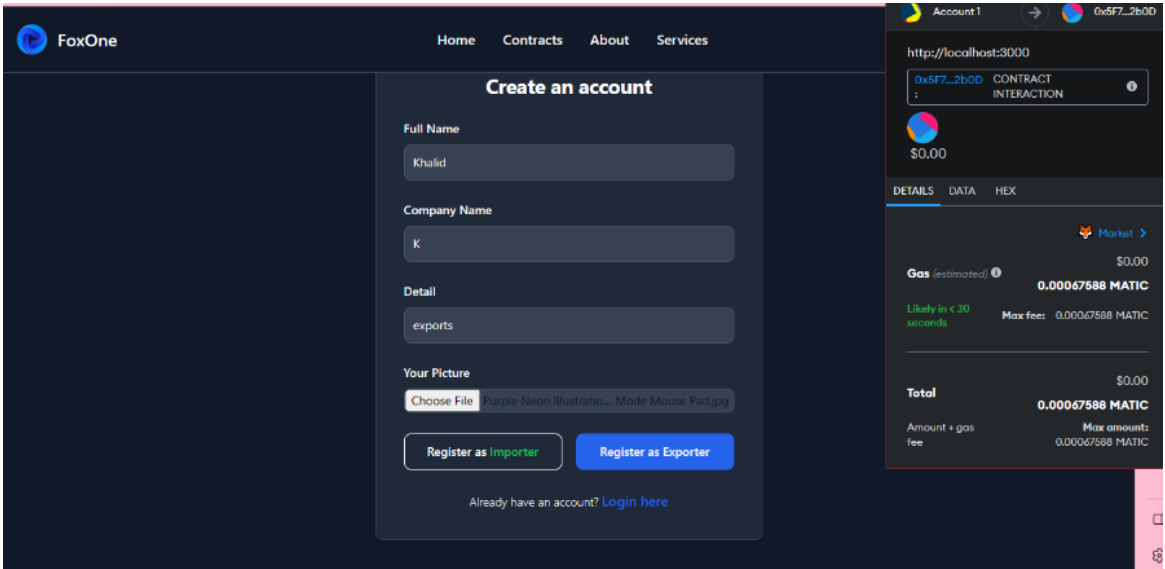 FoxOne
Home Contracts About Services
Create an account
Full Name
Khalid
Company Name
K
Detail
exports
Your Picture
Choose File Purple Neon Illustratio... Mode Mouse Pad.jpg
Register as Importer Register as Exporter
Already have an account? Login here
Account 1 0x5F7...2b0D
http://localhost:3000
0x5F7...2b0D CONTRACT
: INTERACTION
$0.00
DETAILS DATA HEX
Market >
$0.00
Gas (estimated)
0.00067588 MATIC
Likely in < 30
seconds
Max fee: 0.00067588 MATIC
$0.00
Total
0.00067588 MATIC
Amount + gas
fee
Max amount:
0.00067588 MATIC